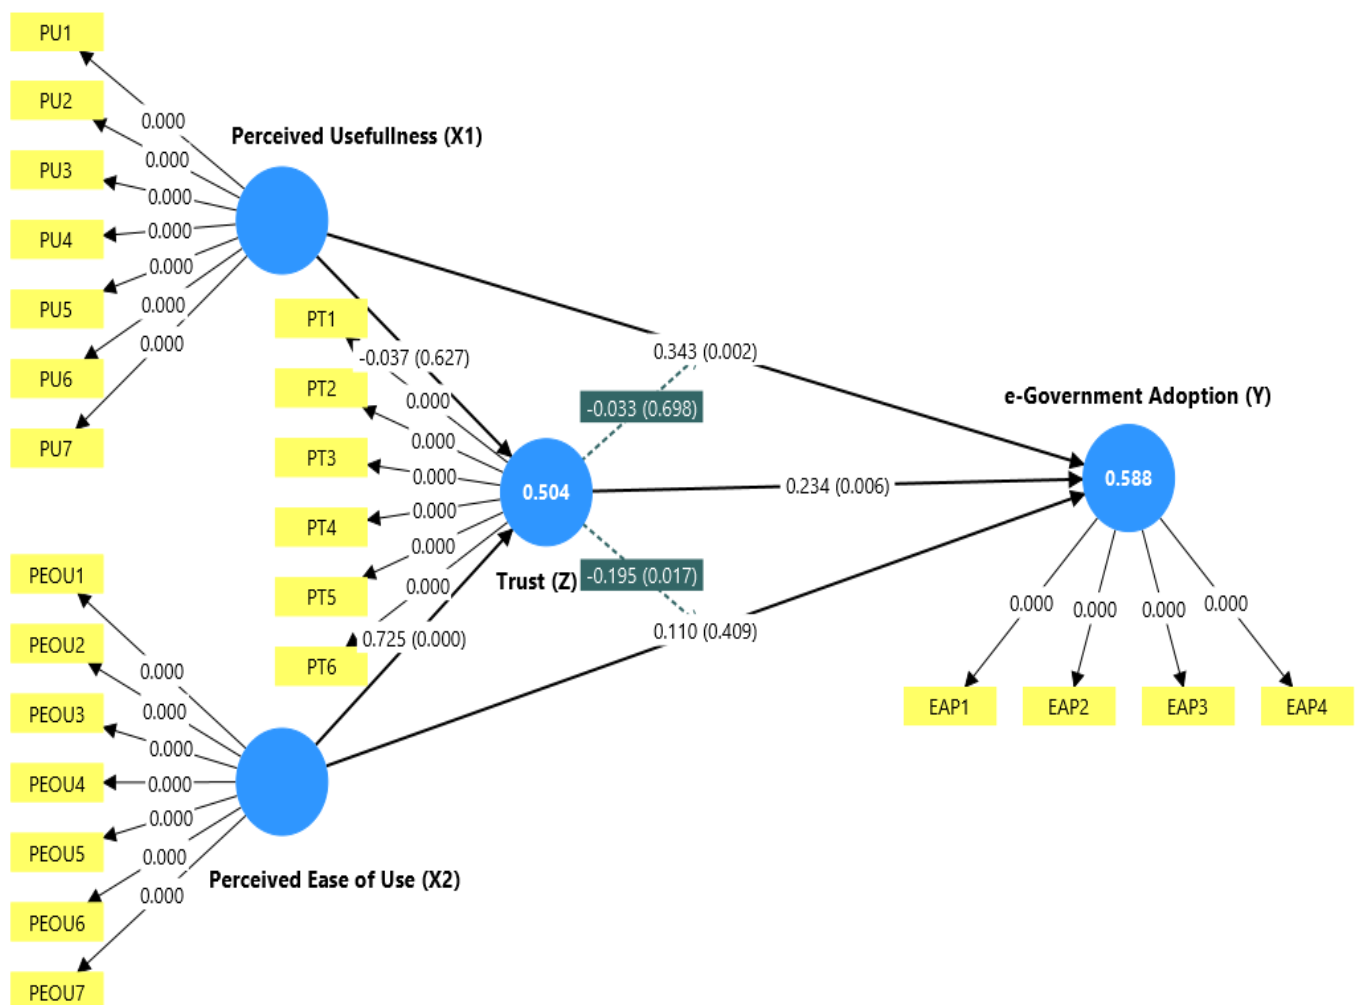 PU1
PU2
PU3
PU4
PU5
PU6
PU7
0.000
0.000
0.000
0.000
0.000
0.000
0.000
Perceived Usefullness (X1)
PT1
PT2
PT3
PT4
PT5
PT6
-0.037 (0.627)
0.000
0.000
0.000
0.000
0.000
0.000
0.725 (0.000)
0.504
Trust (Z)
0.343 (0.002)
-0.033 (0.698)
0.234 (0.006)
-0.195 (0.017)
0.110 (0.409)
e-Government Adoption (Y)
0.588
0.000
0.000
0.000
0.000
EAP1
EAP2
EAP3
EAP4
PEOU1
PEOU2
PEOU3
PEOU4
PEOU5
PEOU6
PEOU7
0.000
0.000
0.000
0.000
0.000
0.000
0.000
Perceived Ease of Use (X2)